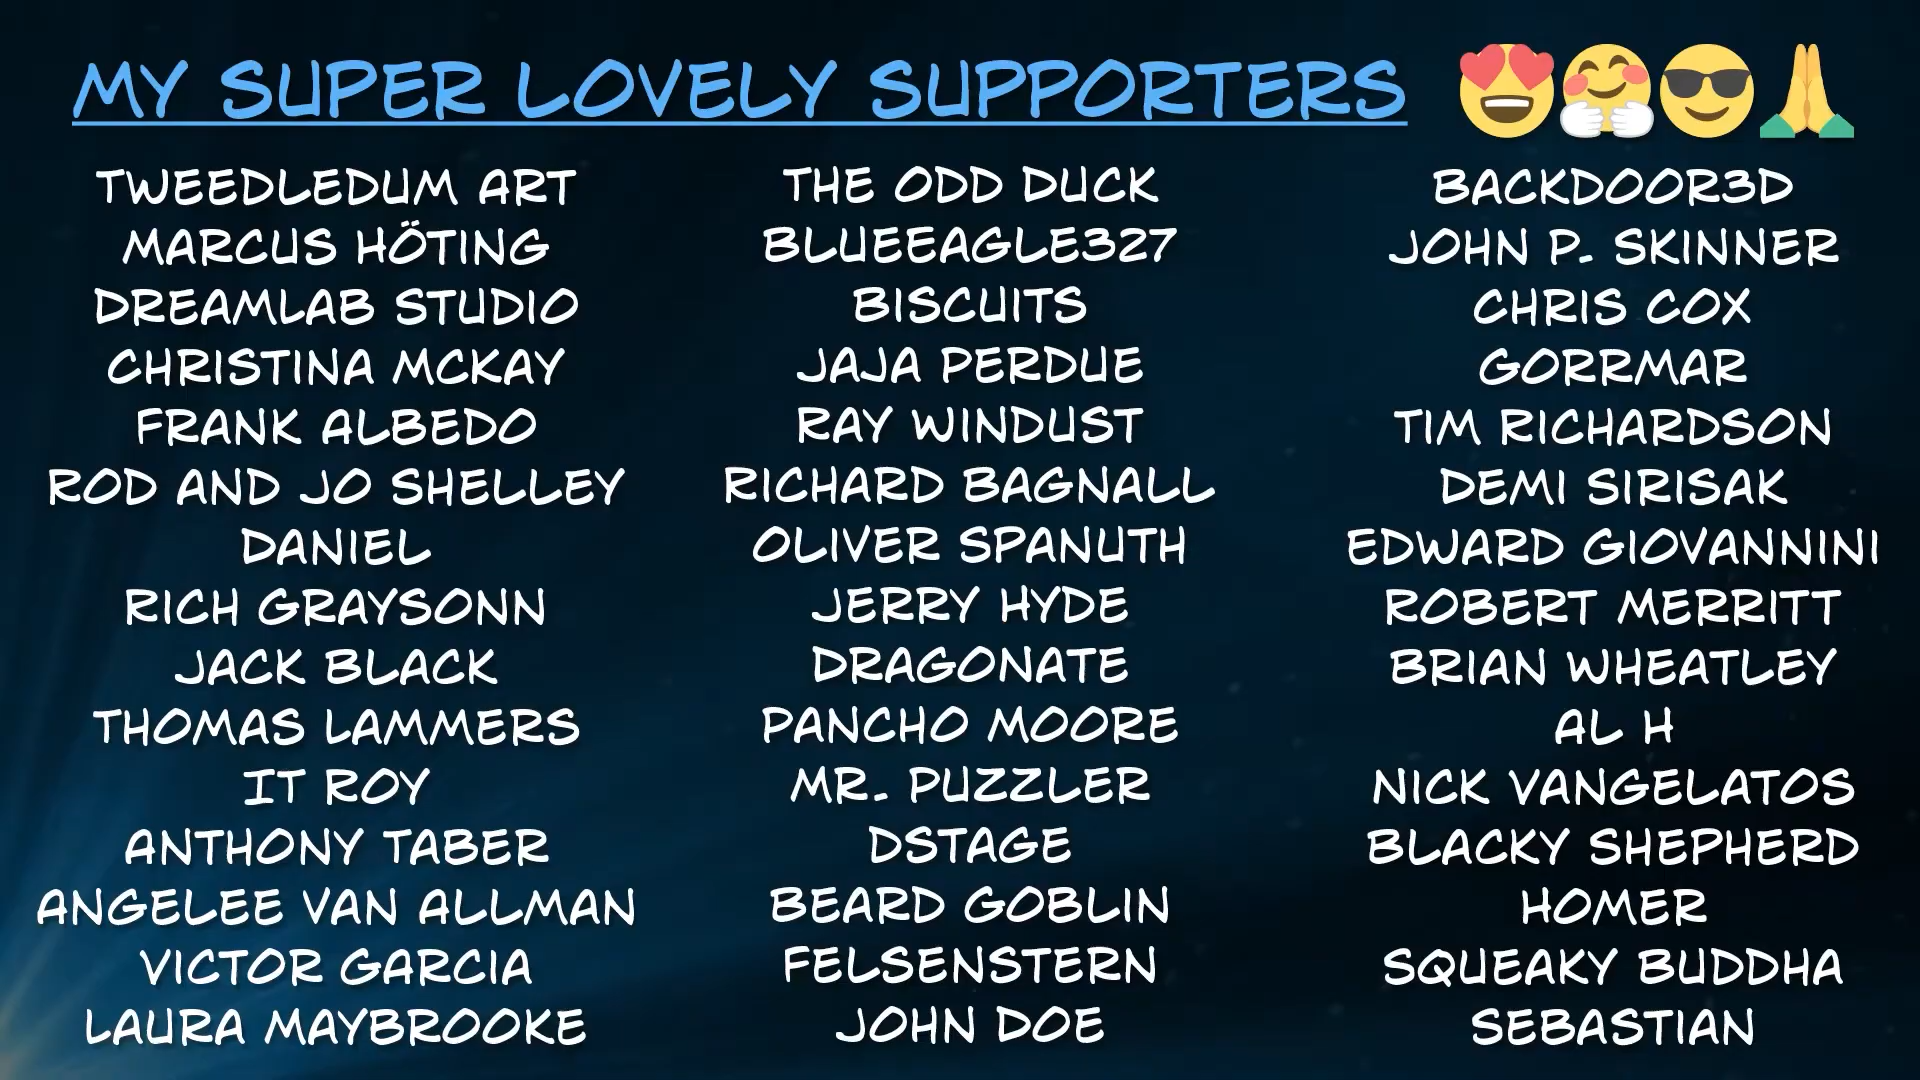 MY SUPER LOVELY SUPPORTERS 😍🤗😎🙏
TWEEDLEDUM ART
MARCUS HÖTING
DREAMLAB STUDIO
CHRISTINA MCKAY
FRANK ALBEDO
ROD AND JO SHELLEY
DANIEL
RICH GRAYSONN
JACK BLACK
THOMAS LAMMERS
IT ROY
ANTHONY TABER
ANGELEE VAN ALLMAN
VICTOR GARCIA
LAURA MAYBROOKE
THE ODD DUCK
BLUEEAGLE327
BISCUITS
JAJA PERDUE
RAY WINDUST
RICHARD BAGNALL
OLIVER SPANUTH
JERRY HYDE
DRAGONATE
PANCHO MOORE
MR. PUZZLER
DSTAGE
BEARD GOBLIN
FELSENSTERN
JOHN DOE
BACKDOOR3D
JOHN P. SKINNER
CHRIS COX
GORRMAR
TIM RICHARDSON
DEMI SIRISAK
EDWARD GIOVANNINI
ROBERT MERRITT
BRIAN WHEATLEY
AL H
NICK VANGELATOS
BLACKY SHEPHERD
HOMER
SQUEAKY BUDDHA
SEBASTIAN